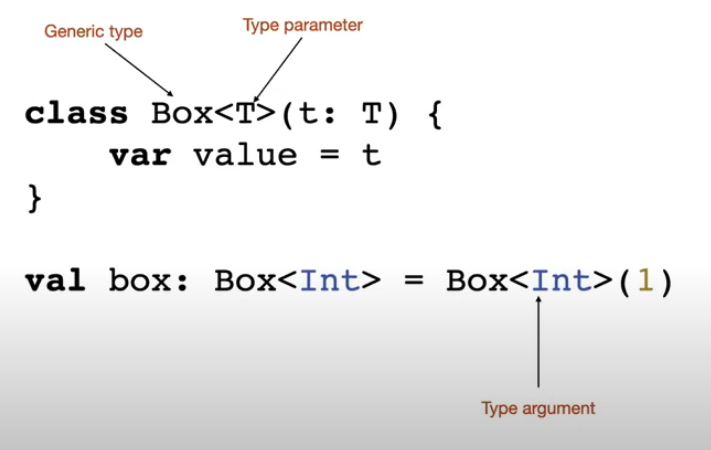 Generic type
Type parameter
class Box<T>(t: T) {
var value = t
}
val box: Box<Int> = Box<Int>(1)
Type argument